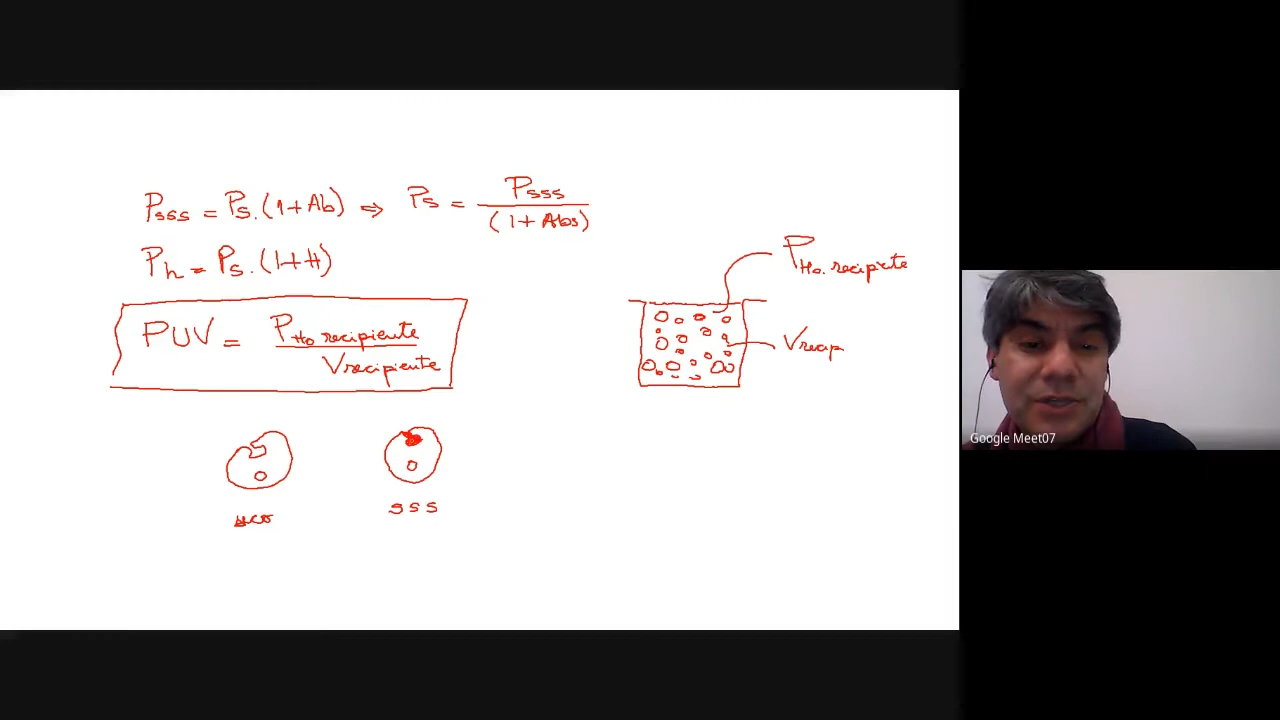 Psss = Ps.(1+Ab) ⇒ Ps = Psss / (1+Abs)
Ph = Ps.(1+H)
PUV = PHo recipiente / Vrecipiente
PHo. recipiente
Vrecip
sss
Google Meet07